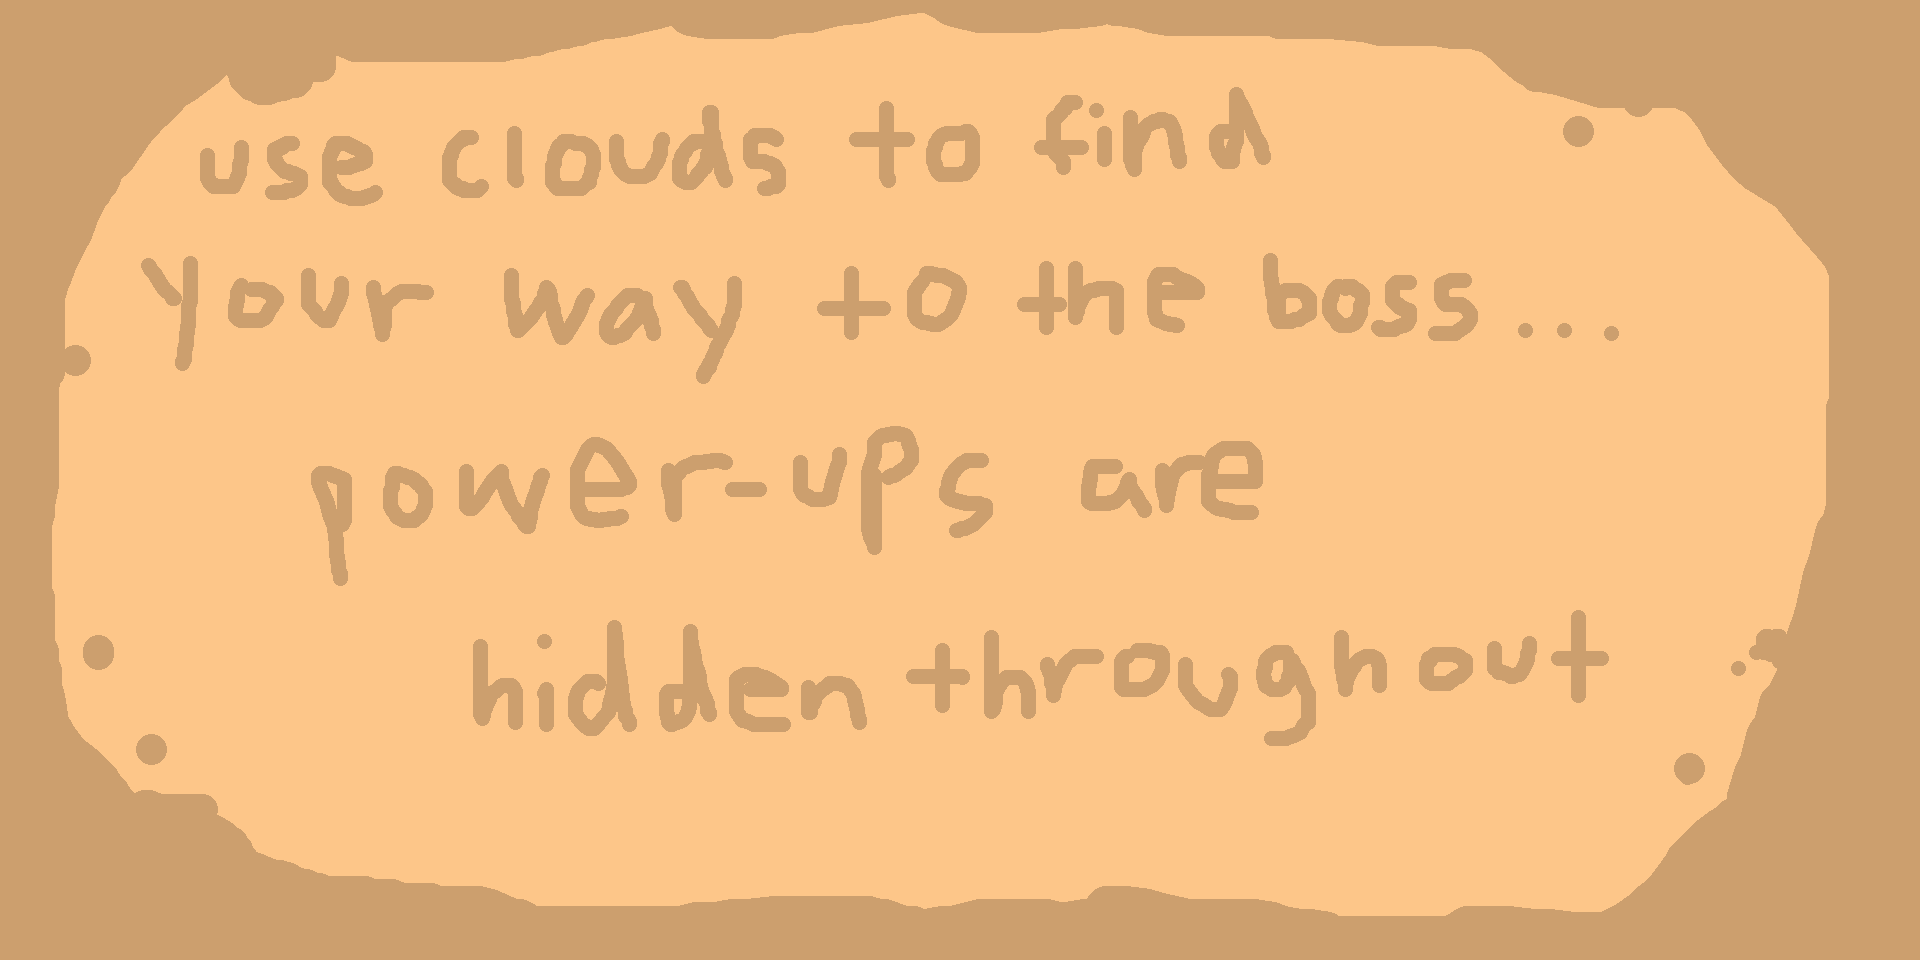 use clouds to find
your way to the boss...
power-ups are
hidden throughout